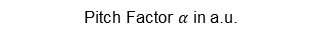 Pitch Factor α in a.u.